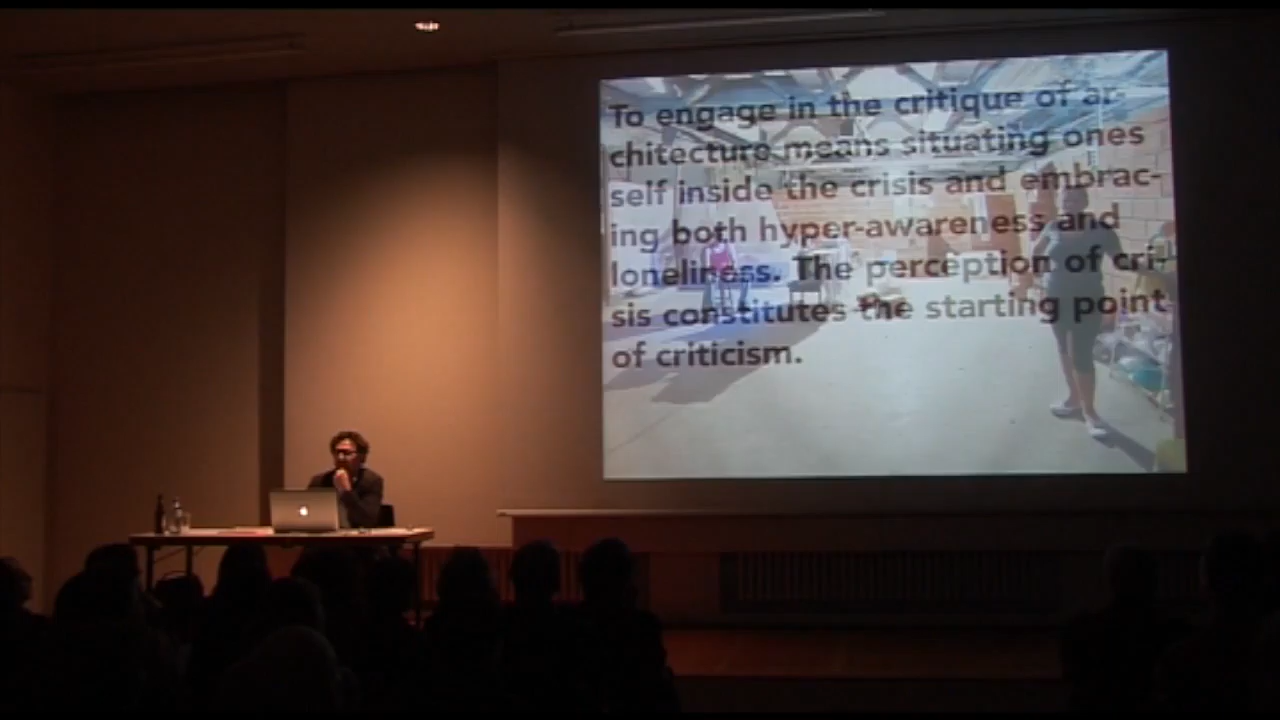 To engage in the critique of ar-
chitecture means situating ones
self inside the crisis and embrac-
ing both hyper-awareness and
loneliness. The perception of cri-
sis constitutes the starting point
of criticism.